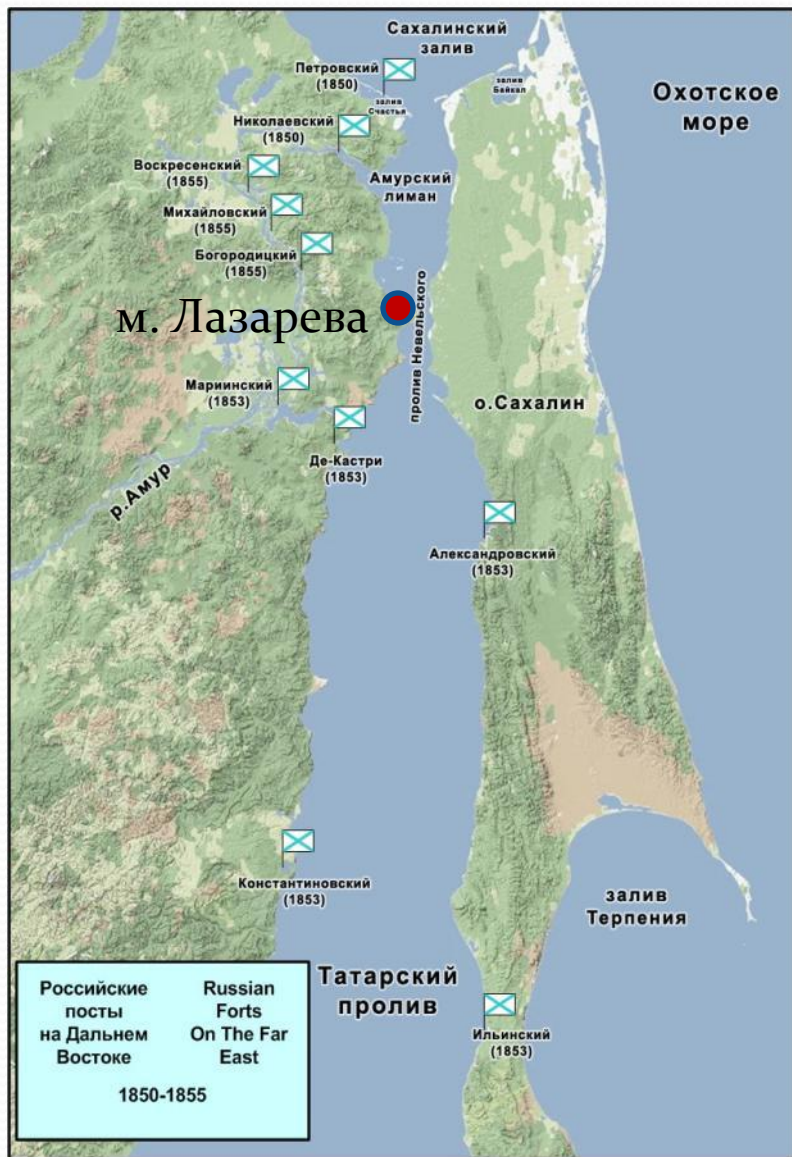 Сахалинский
залив
Петровский
(1850)
залив
Счастья
залив
Байкал
Охотское
море
Николаевский
(1850)
Воскресенский
(1855)
Амурский
лиман
Михайловский
(1855)
Богородицкий
(1855)
м. Лазарева
пролив Невельского
Мариинский
(1853)
о.Сахалин
Де-Кастри
(1853)
р.Амур
Александровский
(1853)
Константиновский
(1853)
залив
Терпения
Татарский
пролив
Ильинский
(1853)
Российские
посты
на Дальнем
Востоке
Russian
Forts
On The Far
East
1850-1855